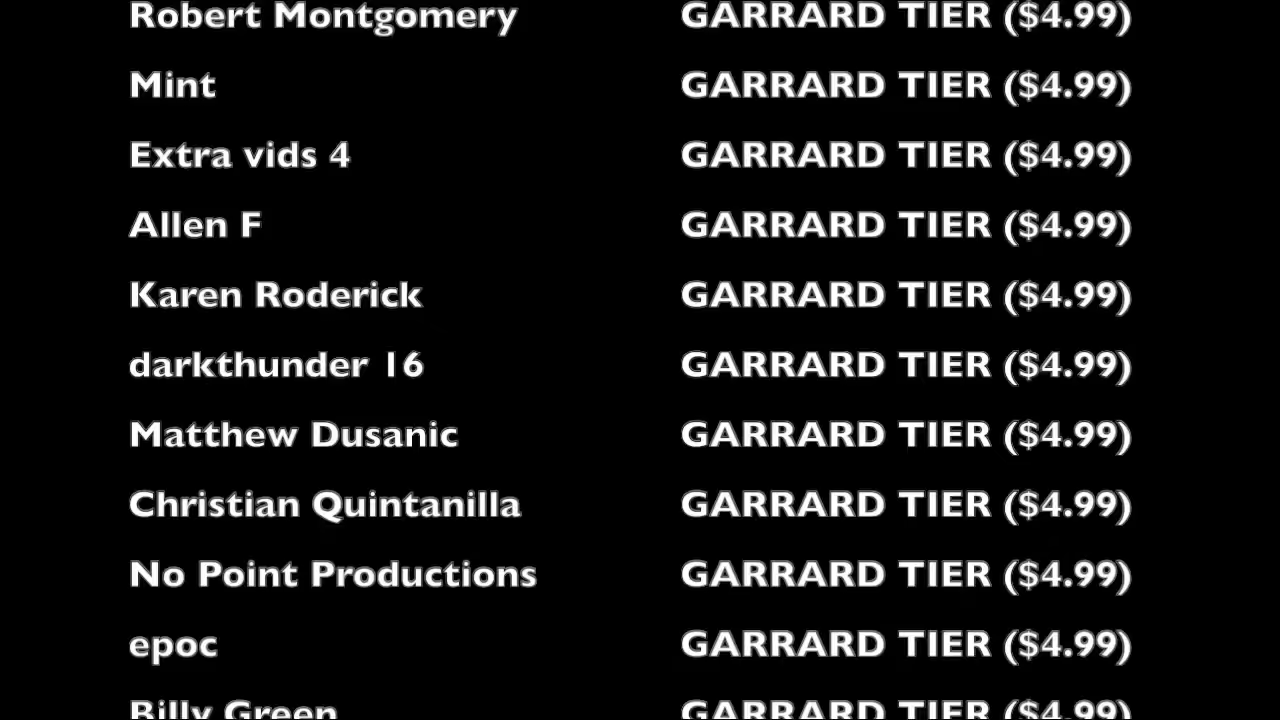 Robert Montgomery GARRARD TIER ($4.99)
Mint GARRARD TIER ($4.99)
Extra vids 4 GARRARD TIER ($4.99)
Allen F GARRARD TIER ($4.99)
Karen Roderick GARRARD TIER ($4.99)
darkthunder 16 GARRARD TIER ($4.99)
Matthew Dusanic GARRARD TIER ($4.99)
Christian Quintanilla GARRARD TIER ($4.99)
No Point Productions GARRARD TIER ($4.99)
epoc GARRARD TIER ($4.99)
Billy Green GARRARD TIER ($4.99)